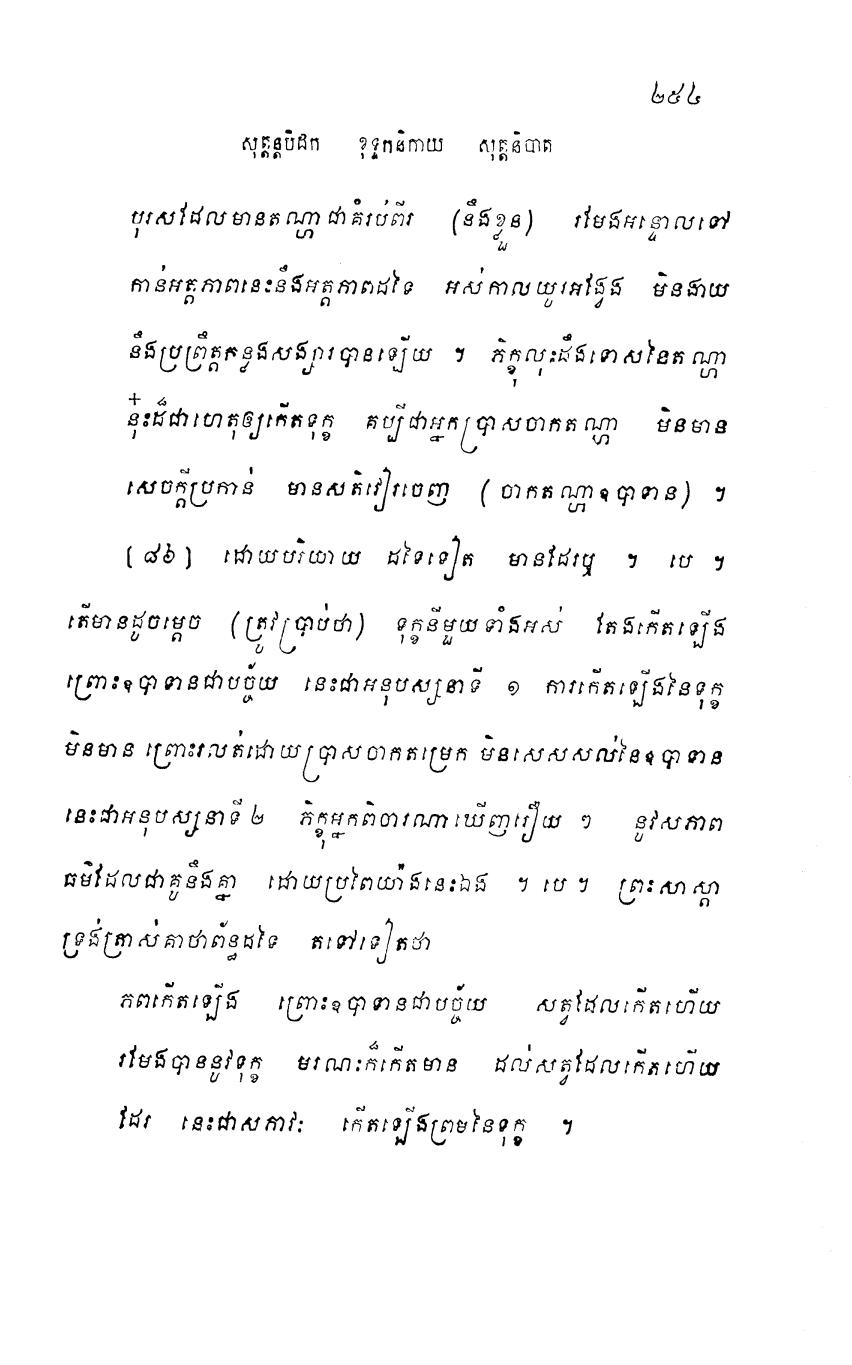 ២៥៤
សុត្តន្តបិដក ខុទ្ទកនិកាយ សុត្តនិបាត
បុរសដែលមានតណ្ហាជាគំរប់ពីរ (នឹងខ្លួន) រមែងអន្ទោលទៅ
កាន់អត្តភាពនេះនឹងអត្តភាពដទៃ អស់កាលយូរអង្វែង មិនងាយ
នឹងប្រព្រឹត្តកន្លងសង្សារបានឡើយ ។ ភិក្ខុលុះដឹងទោសនៃតណ្ហា
នុ៎ះដ៏ជាហេតុឲ្យកើតទុក្ខ គប្បីជាអ្នកប្រាសចាកតណ្ហា មិនមាន
សេចក្តីប្រកាន់ មានសតិវៀរចេញ (ចាកតណ្ហាឧបាទាន) ។
[៨៦] ដោយបរិយាយ ដទៃទៀត មានដែរឬ ។ បេ ។
តើមានដូចម្តេច (ត្រូវប្រាប់ថា) ទុក្ខនីមួយទាំងអស់ តែងកើតឡើង
ព្រោះឧបាទានជាបច្ច័យ នេះជាអនុបស្សនាទី ១ ការកើតឡើងនៃទុក្ខ
មិនមាន ព្រោះរលត់ដោយប្រាសចាកតម្រេក មិនសេសសល់នៃឧបាទាន
នេះជាអនុបស្សនាទី ២ ភិក្ខុអ្នកពិចារណាឃើញរឿយ ៗ នូវសភាព
ធម៌ដែលជាគូនឹងគ្នា ដោយប្រពៃយ៉ាងនេះឯង ។ បេ ។ ព្រះសាស្តា
ទ្រង់ត្រាស់គាថាព័ន្ធដទៃ តទៅទៀតថា
ភពកើតឡើង ព្រោះឧបាទានជាបច្ច័យ សត្វដែលកើតហើយ
រមែងបាននូវទុក្ខ មរណៈក៏កើតមាន ដល់សត្វដែលកើតហើយ
ដែរ នេះជាសភាវៈ កើតឡើងព្រមនៃទុក្ខ ។